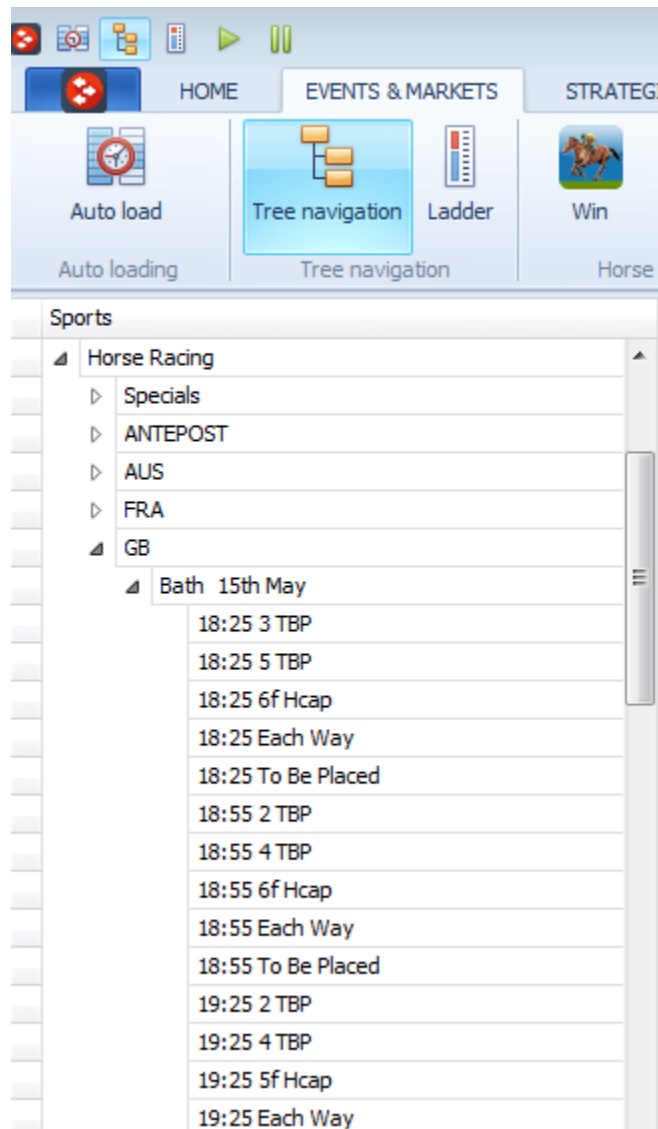 HOME EVENTS & MARKETS
Auto load Tree navigation Ladder Win
Auto loading Tree navigation Horse
Sports
Horse Racing
Specials
ANTEPOST
AUS
FRA
GB
Bath 15th May
18:25 3 TBP
18:25 5 TBP
18:25 6f Hcap
18:25 Each Way
18:25 To Be Placed
18:55 2 TBP
18:55 4 TBP
18:55 6f Hcap
18:55 Each Way
18:55 To Be Placed
19:25 2 TBP
19:25 4 TBP
19:25 5f Hcap
19:25 Each Way